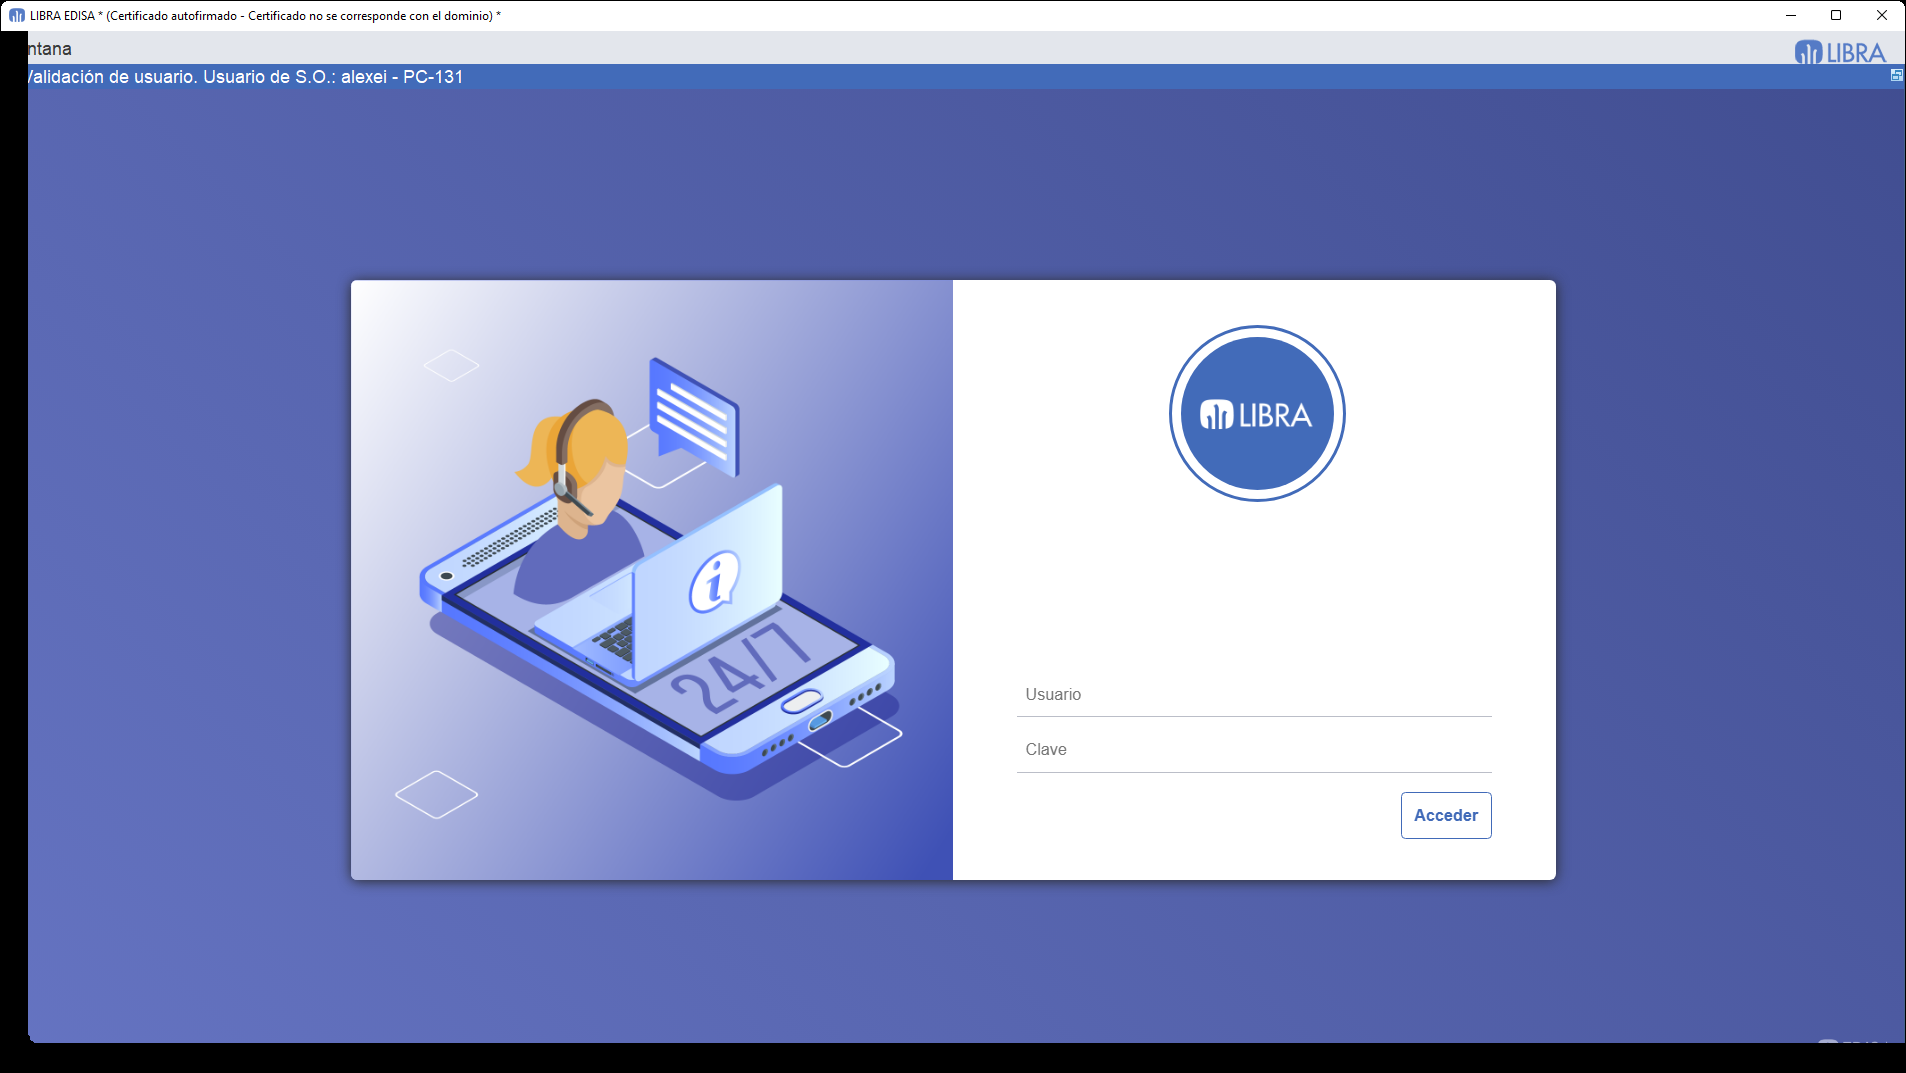 LIBRA EDISA * (Certificado autofirmado - Certificado no se corresponde con el dominio) *
ntana
LIBRA
Validación de usuario. Usuario de S.O.: alexei - PC-131
LIBRA
i
24/7
Usuario
Clave
Acceder